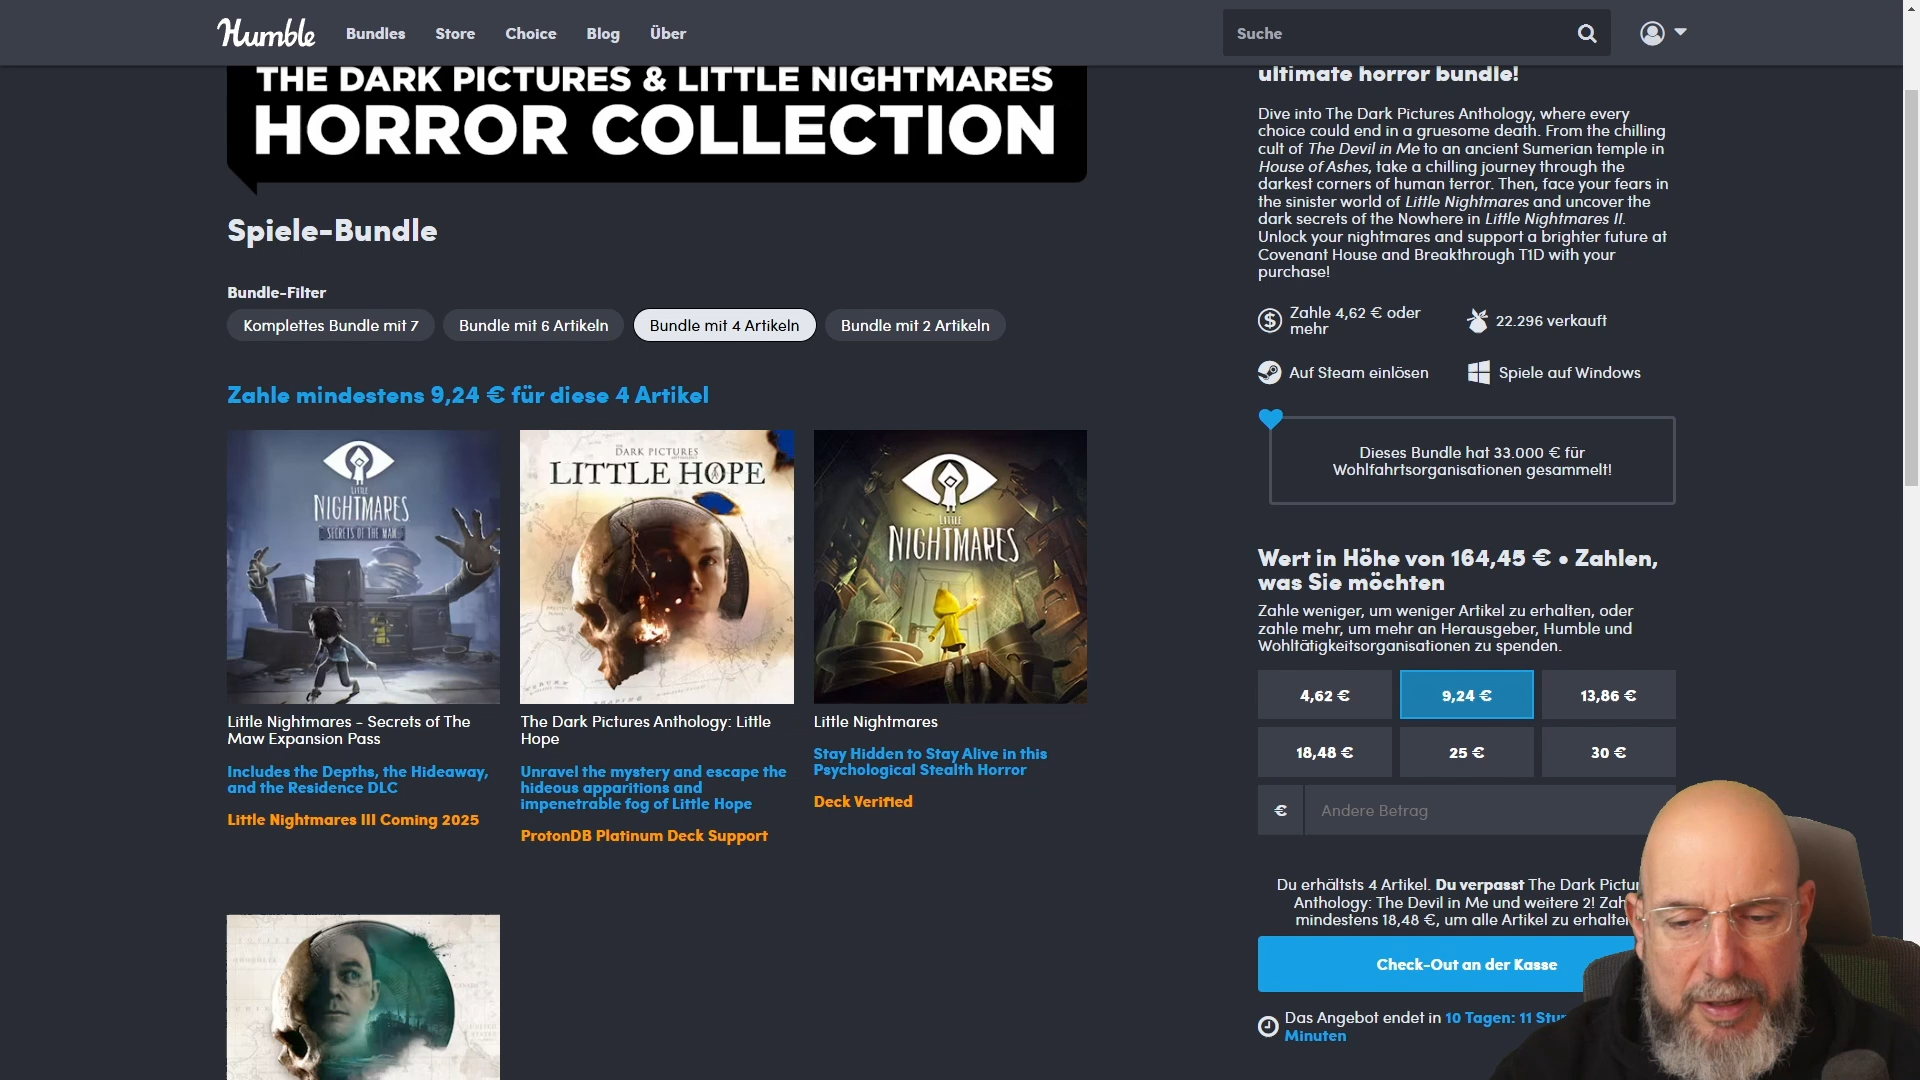 Humble
Bundles
Store
Choice
Blog
Über
Suche
THE DARK PICTURES & LITTLE NIGHTMARES
HORROR COLLECTION
Spiele-Bundle
Bundle-Filter
Komplettes Bundle mit 7
Bundle mit 6 Artikeln
Bundle mit 4 Artikeln
Bundle mit 2 Artikeln
Zahle mindestens 9,24 € für diese 4 Artikel
LITTLE
NIGHTMARES
SECRETS OF THE MAW
THE
DARK PICTURES
ANTHOLOGY
LITTLE HOPE
LITTLE
NIGHTMARES
Little Nightmares - Secrets of The
Maw Expansion Pass
Includes the Depths, the Hideaway,
and the Residence DLC
Little Nightmares III Coming 2025
The Dark Pictures Anthology: Little
Hope
Unravel the mystery and escape the
hideous apparitions and
impenetrable fog of Little Hope
ProtonDB Platinum Deck Support
Little Nightmares
Stay Hidden to Stay Alive in this
Psychological Stealth Horror
Deck Verified
ultimate horror bundle!
Dive into The Dark Pictures Anthology, where every
choice could end in a gruesome death. From the chilling
cult of The Devil in Me to an ancient Sumerian temple in
House of Ashes, take a chilling journey through the
darkest corners of human terror. Then, face your fears in
the sinister world of Little Nightmares and uncover the
dark secrets of the Nowhere in Little Nightmares II.
Unlock your nightmares and support a brighter future at
Covenant House and Breakthrough T1D with your
purchase!
Zahle 4,62 € oder
mehr
22.296 verkauft
Auf Steam einlösen
Spiele auf Windows
Dieses Bundle hat 33.000 € für
Wohlfahrtsorganisationen gesammelt!
Wert in Höhe von 164,45 € • Zahlen,
was Sie möchten
Zahle weniger, um weniger Artikel zu erhalten, oder
zahle mehr, um mehr an Herausgeber, Humble und
Wohltätigkeitsorganisationen zu spenden.
4,62 €
9,24 €
13,86 €
18,48 €
25 €
30 €
€
Andere Betrag
Du erhältsts 4 Artikel. Du verpasst The Dark Pictu
Anthology: The Devil in Me und weitere 2! Zah
mindestens 18,48 €, um alle Artikel zu erhalte
Check-Out an der Kasse
Das Angebot endet in 10 Tagen: 11 Stu
Minuten